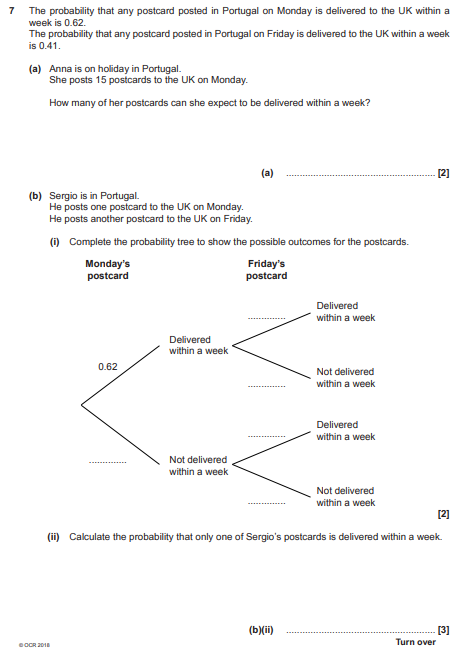 7 The probability that any postcard posted in Portugal on Monday is delivered to the UK within a
week is 0.62.
The probability that any postcard posted in Portugal on Friday is delivered to the UK within a week
is 0.41.
(a) Anna is on holiday in Portugal.
She posts 15 postcards to the UK on Monday.
How many of her postcards can she expect to be delivered within a week?
(a) ........................................................ [2]
(b) Sergio is in Portugal.
He posts one postcard to the UK on Monday.
He posts another postcard to the UK on Friday.
(i) Complete the probability tree to show the possible outcomes for the postcards.
Monday's
postcard
Friday's
postcard
0.62
..............
Delivered
within a week
Not delivered
within a week
..............
Delivered
within a week
..............
Not delivered
within a week
..............
Delivered
within a week
..............
Not delivered
within a week
[2]
(ii) Calculate the probability that only one of Sergio's postcards is delivered within a week.
(b)(ii) ........................................................ [3]
© OCR 2018
Turn over